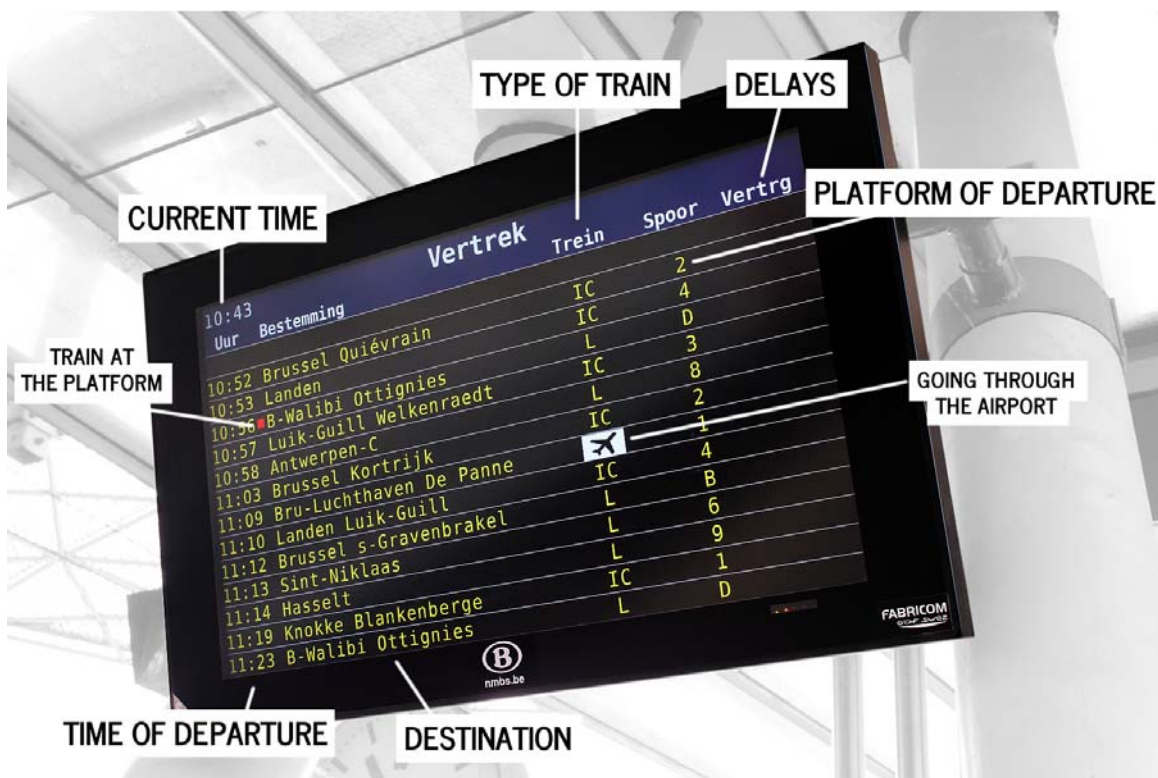 TYPE OF TRAIN
DELAYS
CURRENT TIME
PLATFORM OF DEPARTURE
Vertrek
10:43
Uur Bestemming Trein Spoor Vertrg
10:52 Brussel Quiévrain IC 2
10:53 Landen IC 4
10:56 B-Walibi Ottignies L D
10:57 Luik-Guill Welkenraedt IC 3
10:58 Antwerpen-C L 8
11:03 Brussel Kortrijk IC 2
11:09 Bru-Luchthaven De Panne 1
11:10 Landen Luik-Guill IC 4
11:12 Brussel s-Gravenbrakel L B
11:13 Sint-Niklaas L 6
11:14 Hasselt L 9
11:19 Knokke Blankenberge IC 1
11:23 B-Walibi Ottignies L D
TRAIN AT
THE PLATFORM
GOING THROUGH
THE AIRPORT
B
nmbs.be
FABRICOM
GDF SUEZ
TIME OF DEPARTURE
DESTINATION